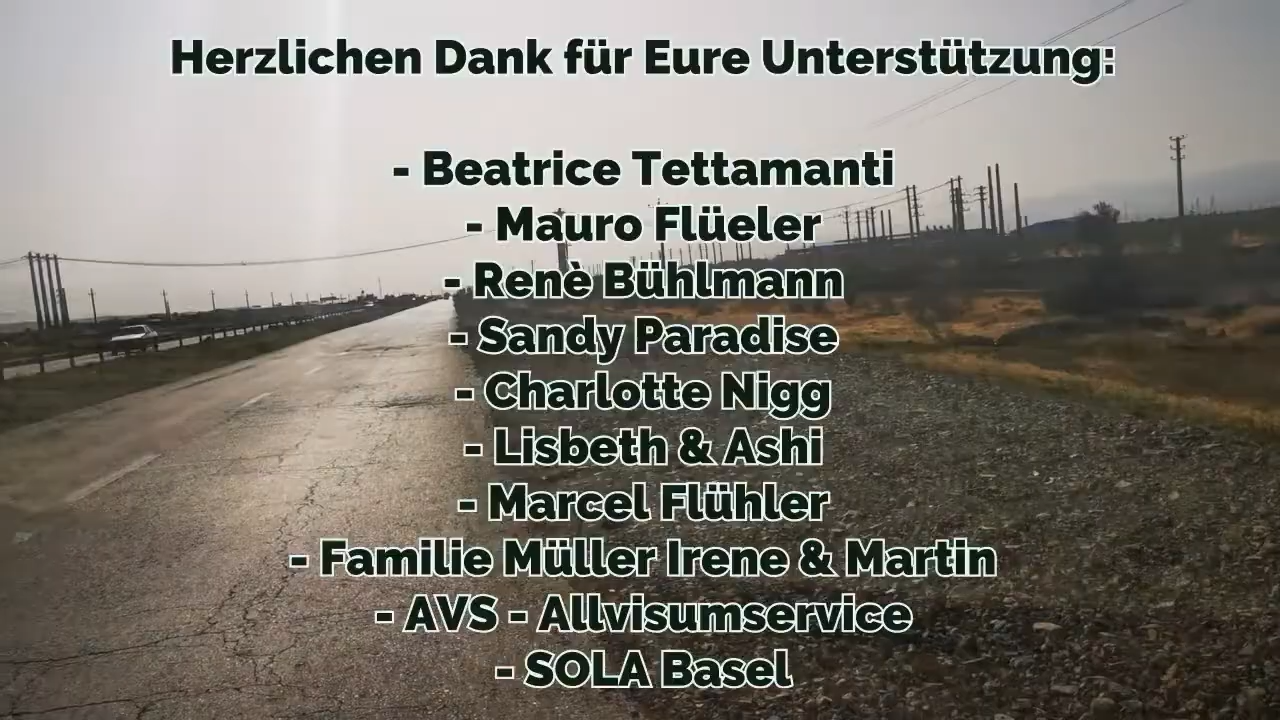 Herzlichen Dank für Eure Unterstützung:
- Beatrice Tettamanti
- Mauro Flüeler
- Renè Bühlmann
- Sandy Paradise
- Charlotte Nigg
- Lisbeth & Ashi
- Marcel Flühler
- Familie Müller Irene & Martin
- AVS - Allvisumservice
- SOLA Basel